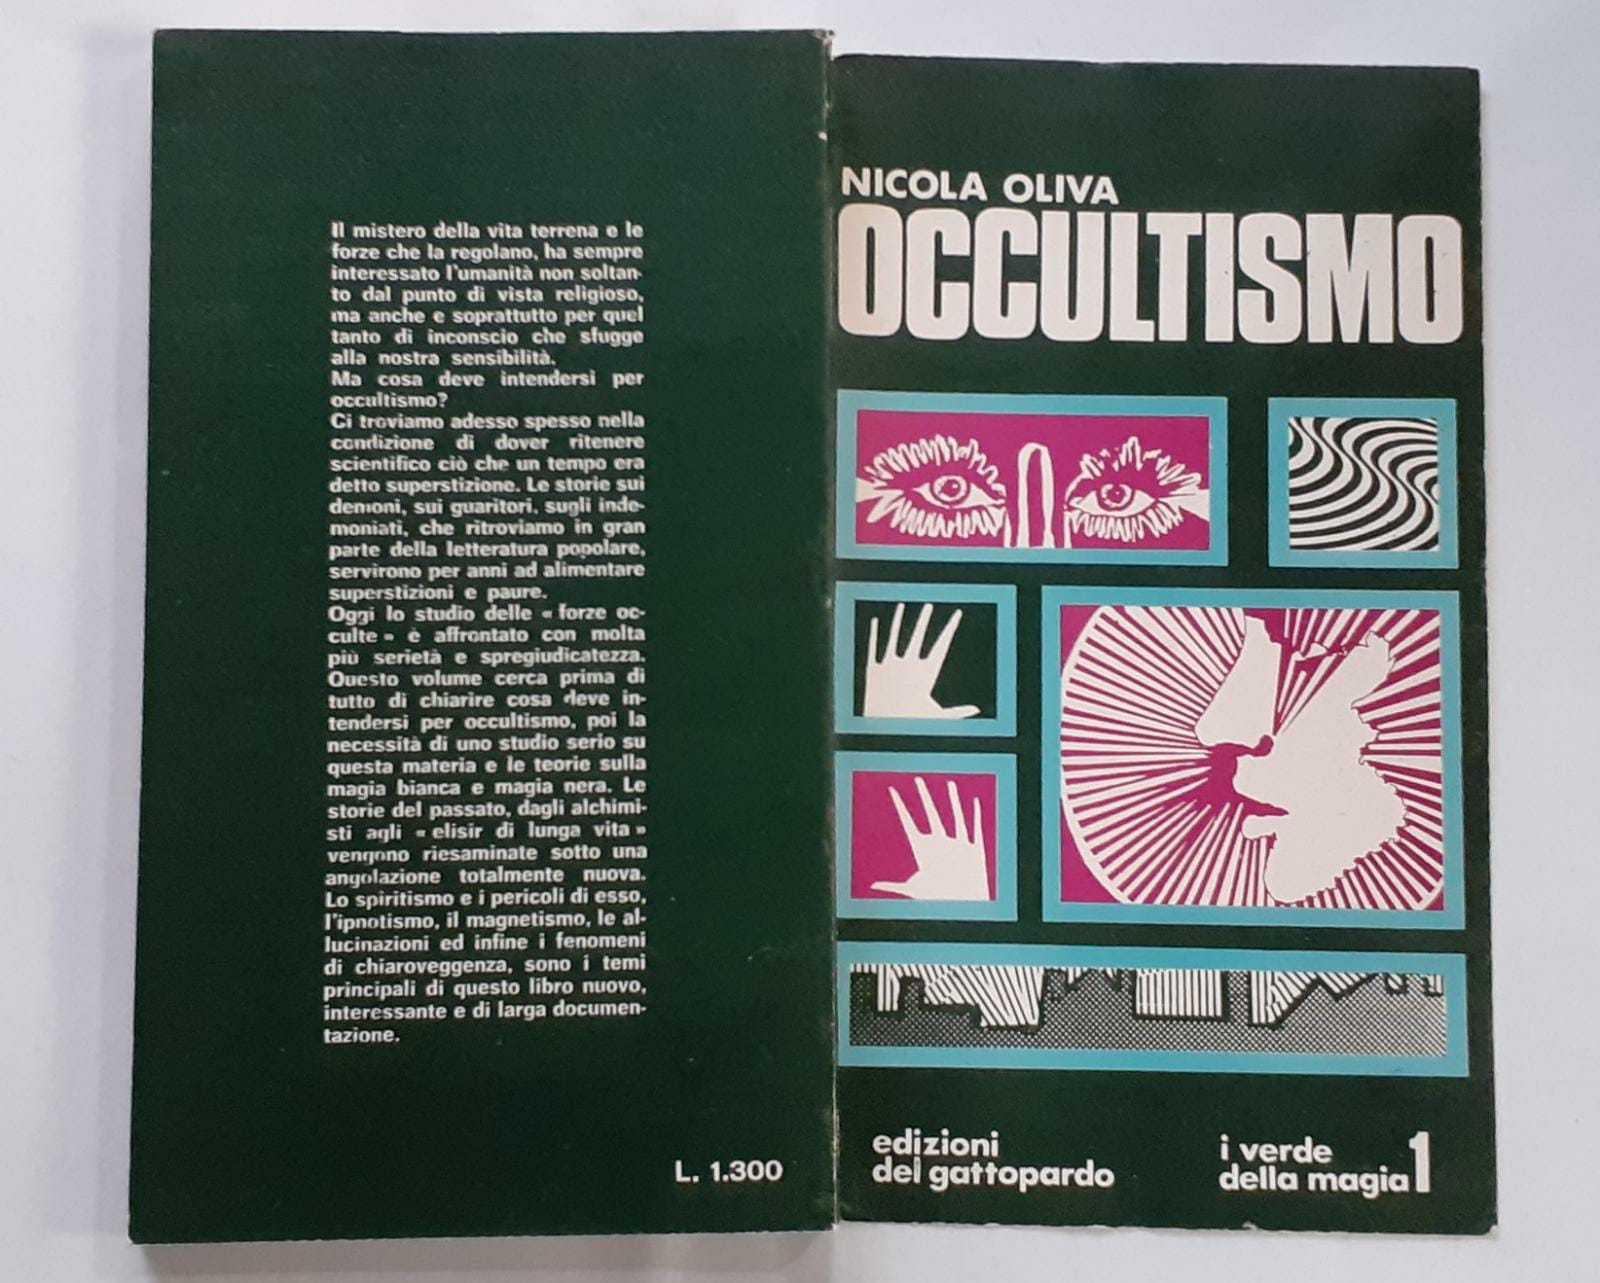 Il mistero della vita terrena e le
forze che la regolano, ha sempre
interessato l'umanità non soltan-
to dal punto di vista religioso,
ma anche e soprattutto per quel
tanto di inconscio che sfugge
alla nostra sensibilità.
Ma cosa deve intendersi per
occultismo?
Ci troviamo adesso spesso nella
condizione di dover ritenere
scientifico ciò che un tempo era
detto superstizione. Le storie sui
demoni, sui guaritori, sugli inde-
moniati, che ritroviamo in gran
parte della letteratura popolare,
servirono per anni ad alimentare
superstizioni e paure.
Oggi lo studio delle « forze oc-
culte » è affrontato con molta
più serietà e spregiudicatezza.
Questo volume cerca prima di
tutto di chiarire cosa deve in-
tendersi per occultismo, poi la
necessità di uno studio serio su
questa materia e le teorie sulla
magia bianca e magia nera. Le
storie del passato, dagli alchimi-
sti agli « elisir di lunga vita »
vengono riesaminate sotto una
angolazione totalmente nuova.
Lo spiritismo e i pericoli di esso,
l'ipnotismo, il magnetismo, le al-
lucinazioni ed infine i fenomeni
di chiaroveggenza, sono i temi
principali di questo libro nuovo,
interessante e di larga documen-
tazione.
L. 1.300
NICOLA OLIVA
OCCULTISMO
edizioni
del gattopardo
i verde
della magia 1